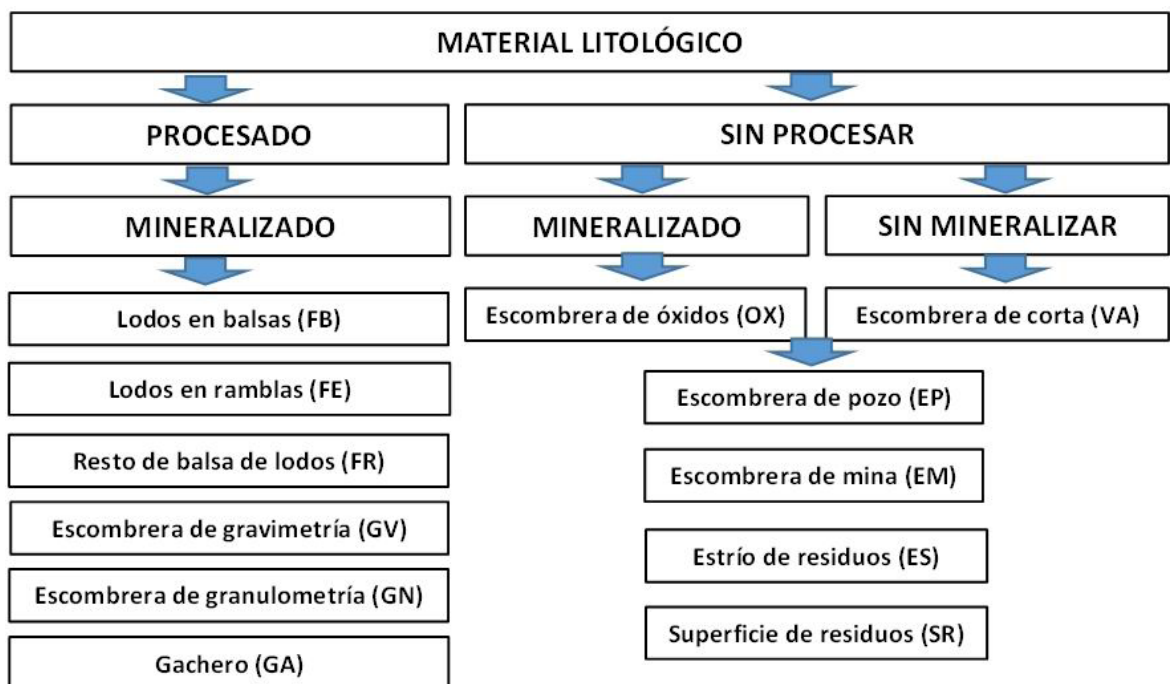 MATERIAL LITOLÓGICO
PROCESADO
SIN PROCESAR
MINERALIZADO
MINERALIZADO
SIN MINERALIZAR
Lodos en balsas (FB)
Escombrera de óxidos (OX)
Escombrera de corta (VA)
Lodos en ramblas (FE)
Escombrera de pozo (EP)
Resto de balsa de lodos (FR)
Escombrera de mina (EM)
Escombrera de gravimetría (GV)
Estrío de residuos (ES)
Escombrera de granulometría (GN)
Superficie de residuos (SR)
Gachero (GA)